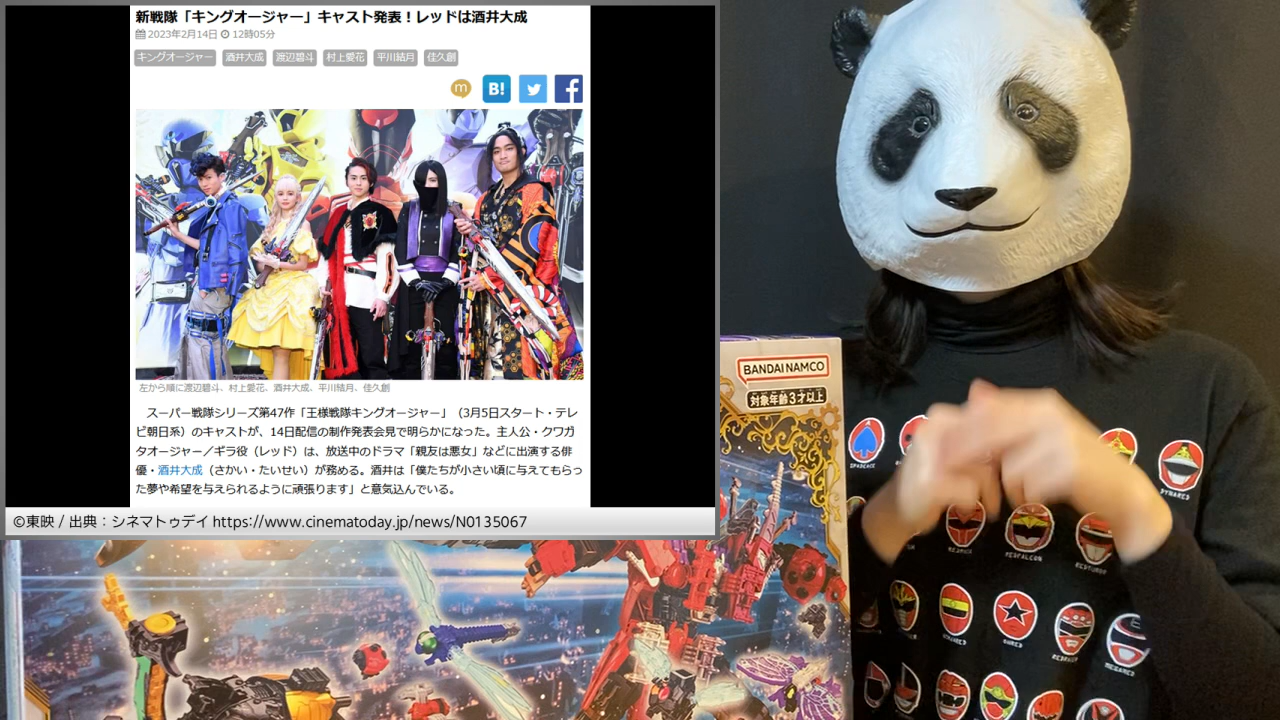 新戦隊「キングオージャー」キャスト発表！レッドは酒井大成
2023年2月14日 12時05分
キングオージャー 酒井大成 渡辺碧斗 村上愛花 平川結月 佳久創
m B! f
左から順に渡辺碧斗、村上愛花、酒井大成、平川結月、佳久創
スーパー戦隊シリーズ第47作「王様戦隊キングオージャー」（3月5日スタート・テレ
ビ朝日系）のキャストが、14日配信の制作発表会見で明らかになった。主人公・クワガ
タオージャー／ギラ役（レッド）は、放送中のドラマ「親友は悪女」などに出演する俳
優・酒井大成（さかい・たいせい）が務める。酒井は「僕たちが小さい頃に与えてもらっ
た夢や希望を与えられるように頑張ります」と意気込んでいる。
©東映 / 出典：シネマトゥデイ https://www.cinematoday.jp/news/N0135067
BANDAI NAMCO
対象年齢3才以上
SPADEACE
DYNARED
REDFALCON
REDTURBO